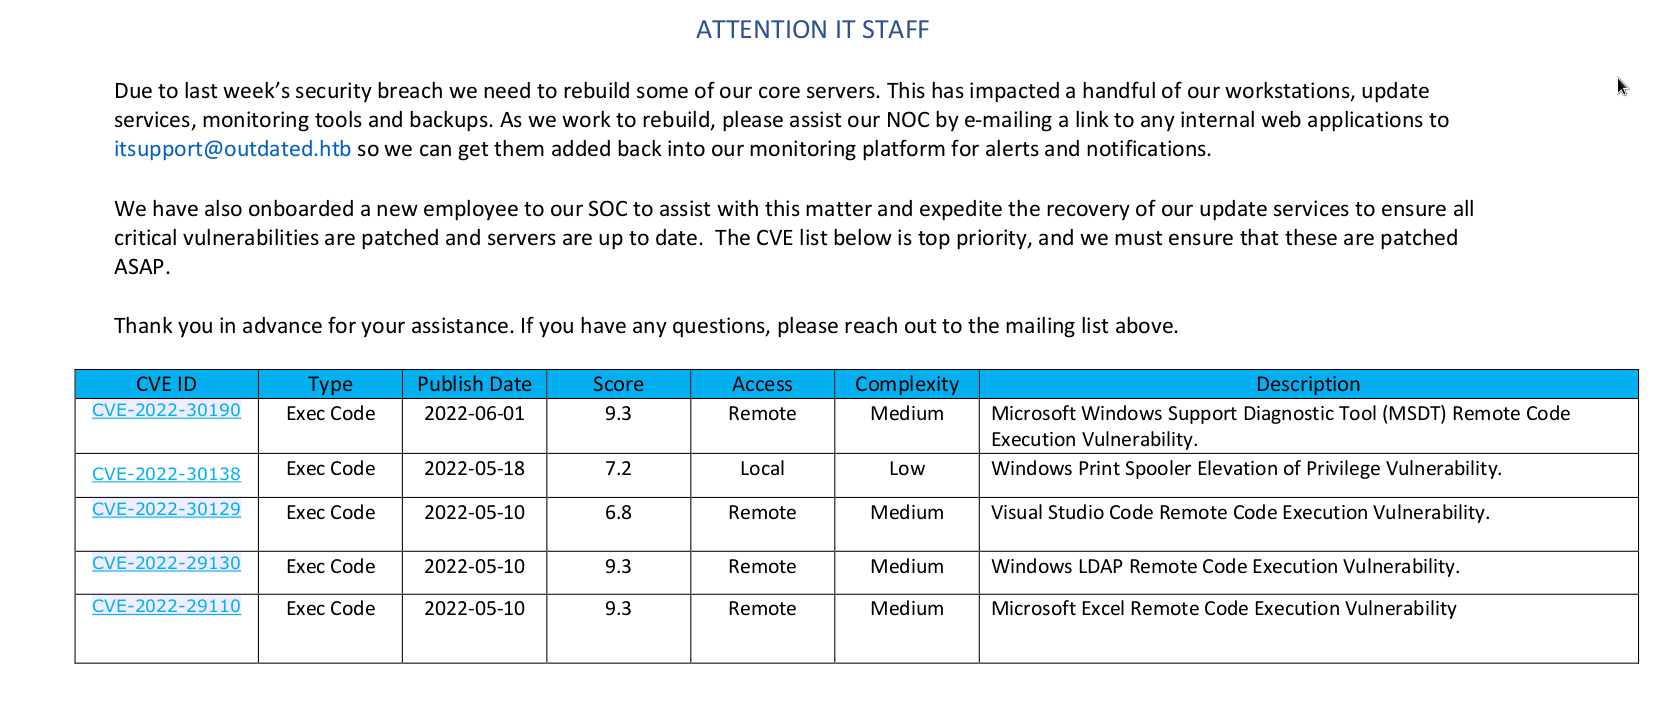 ATTENTION IT STAFF
Due to last week’s security breach we need to rebuild some of our core servers. This has impacted a handful of our workstations, update
services, monitoring tools and backups. As we work to rebuild, please assist our NOC by e-mailing a link to any internal web applications to
itsupport@outdated.htb so we can get them added back into our monitoring platform for alerts and notifications.
We have also onboarded a new employee to our SOC to assist with this matter and expedite the recovery of our update services to ensure all
critical vulnerabilities are patched and servers are up to date.  The CVE list below is top priority, and we must ensure that these are patched
ASAP.
Thank you in advance for your assistance. If you have any questions, please reach out to the mailing list above.
CVE ID Type Publish Date Score Access Complexity Description
CVE-2022-30190 Exec Code 2022-06-01 9.3 Remote Medium Microsoft Windows Support Diagnostic Tool (MSDT) Remote Code
Execution Vulnerability.
CVE-2022-30138 Exec Code 2022-05-18 7.2 Local Low Windows Print Spooler Elevation of Privilege Vulnerability.
CVE-2022-30129 Exec Code 2022-05-10 6.8 Remote Medium Visual Studio Code Remote Code Execution Vulnerability.
CVE-2022-29130 Exec Code 2022-05-10 9.3 Remote Medium Windows LDAP Remote Code Execution Vulnerability.
CVE-2022-29110 Exec Code 2022-05-10 9.3 Remote Medium Microsoft Excel Remote Code Execution Vulnerability